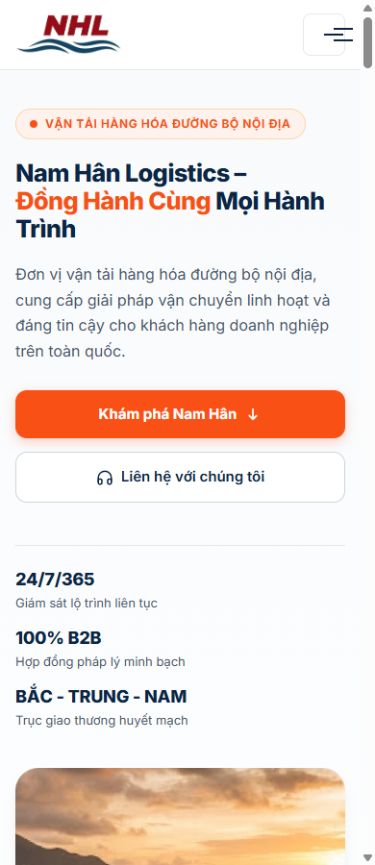 NHL
VẬN TẢI HÀNG HÓA ĐƯỜNG BỘ NỘI ĐỊA
Nam Hân Logistics –
Đồng Hành Cùng Mọi Hành
Trình
Đơn vị vận tải hàng hóa đường bộ nội địa,
cung cấp giải pháp vận chuyển linh hoạt và
đáng tin cậy cho khách hàng doanh nghiệp
trên toàn quốc.
Khám phá Nam Hân ↓
Liên hệ với chúng tôi
24/7/365
Giám sát lộ trình liên tục
100% B2B
Hợp đồng pháp lý minh bạch
BẮC - TRUNG - NAM
Trục giao thương huyết mạch